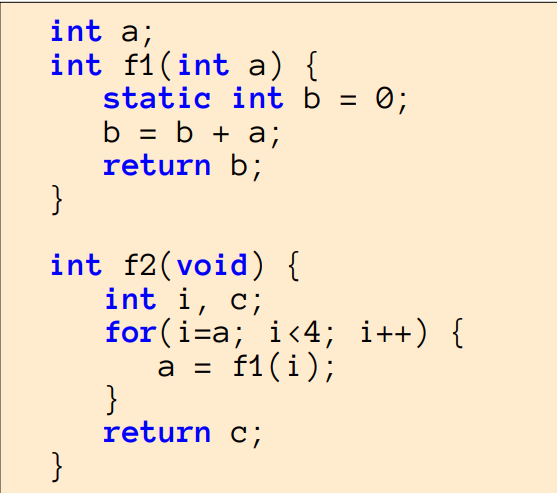 int a;
int f1(int a) {
   static int b = 0;
   b = b + a;
   return b;
}

int f2(void) {
   int i, c;
   for(i=a; i<4; i++) {
      a = f1(i);
   }
   return c;
}